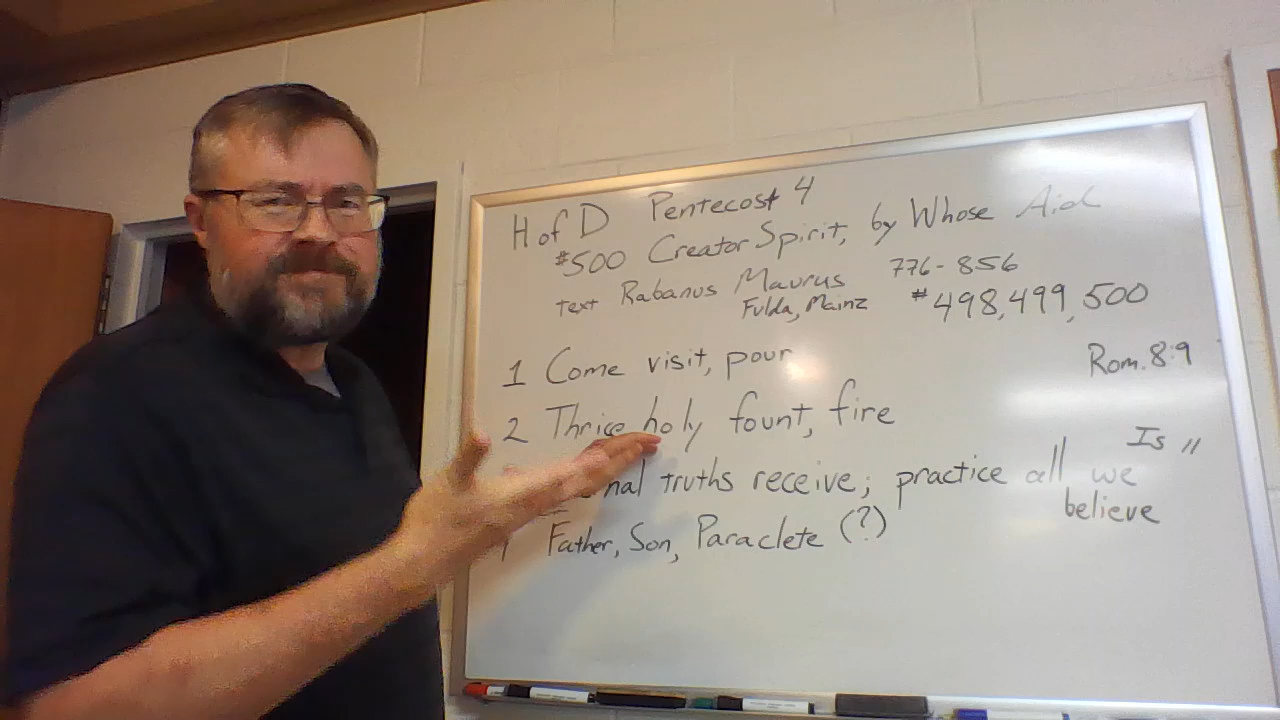 H of D Pentecost 4
#500 Creator Spirit, by Whose Aid
text Rabanus Maurus 776-856
Fulda, Mainz #498,499,500
1 Come visit, pour Rom. 8:9
2 Thrice holy fount, fire
Is 11
truths receive; practice all we
believe
Father, Son, Paraclete (?)